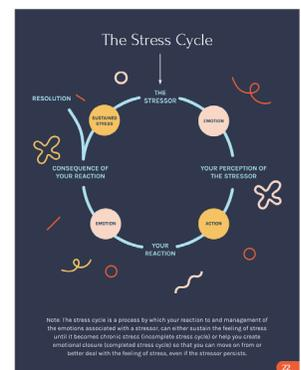 The Stress Cycle
THE
STRESSOR
RESOLUTION
SUSTAINED
STRESS
EMOTION
CONSEQUENCE OF
YOUR REACTION
YOUR PERCEPTION OF
THE STRESSOR
EMOTION
ACTION
YOUR
REACTION
Note: The stress cycle is a process by which your reaction to and management of
the emotions associated with a stressor, can either sustain the feeling of stress
until it becomes chronic stress (incomplete stress cycle) or help you create
emotional closure (completed stress cycle) so that you can move on from or
better deal with the feeling of stress, even if the stressor persists.
22